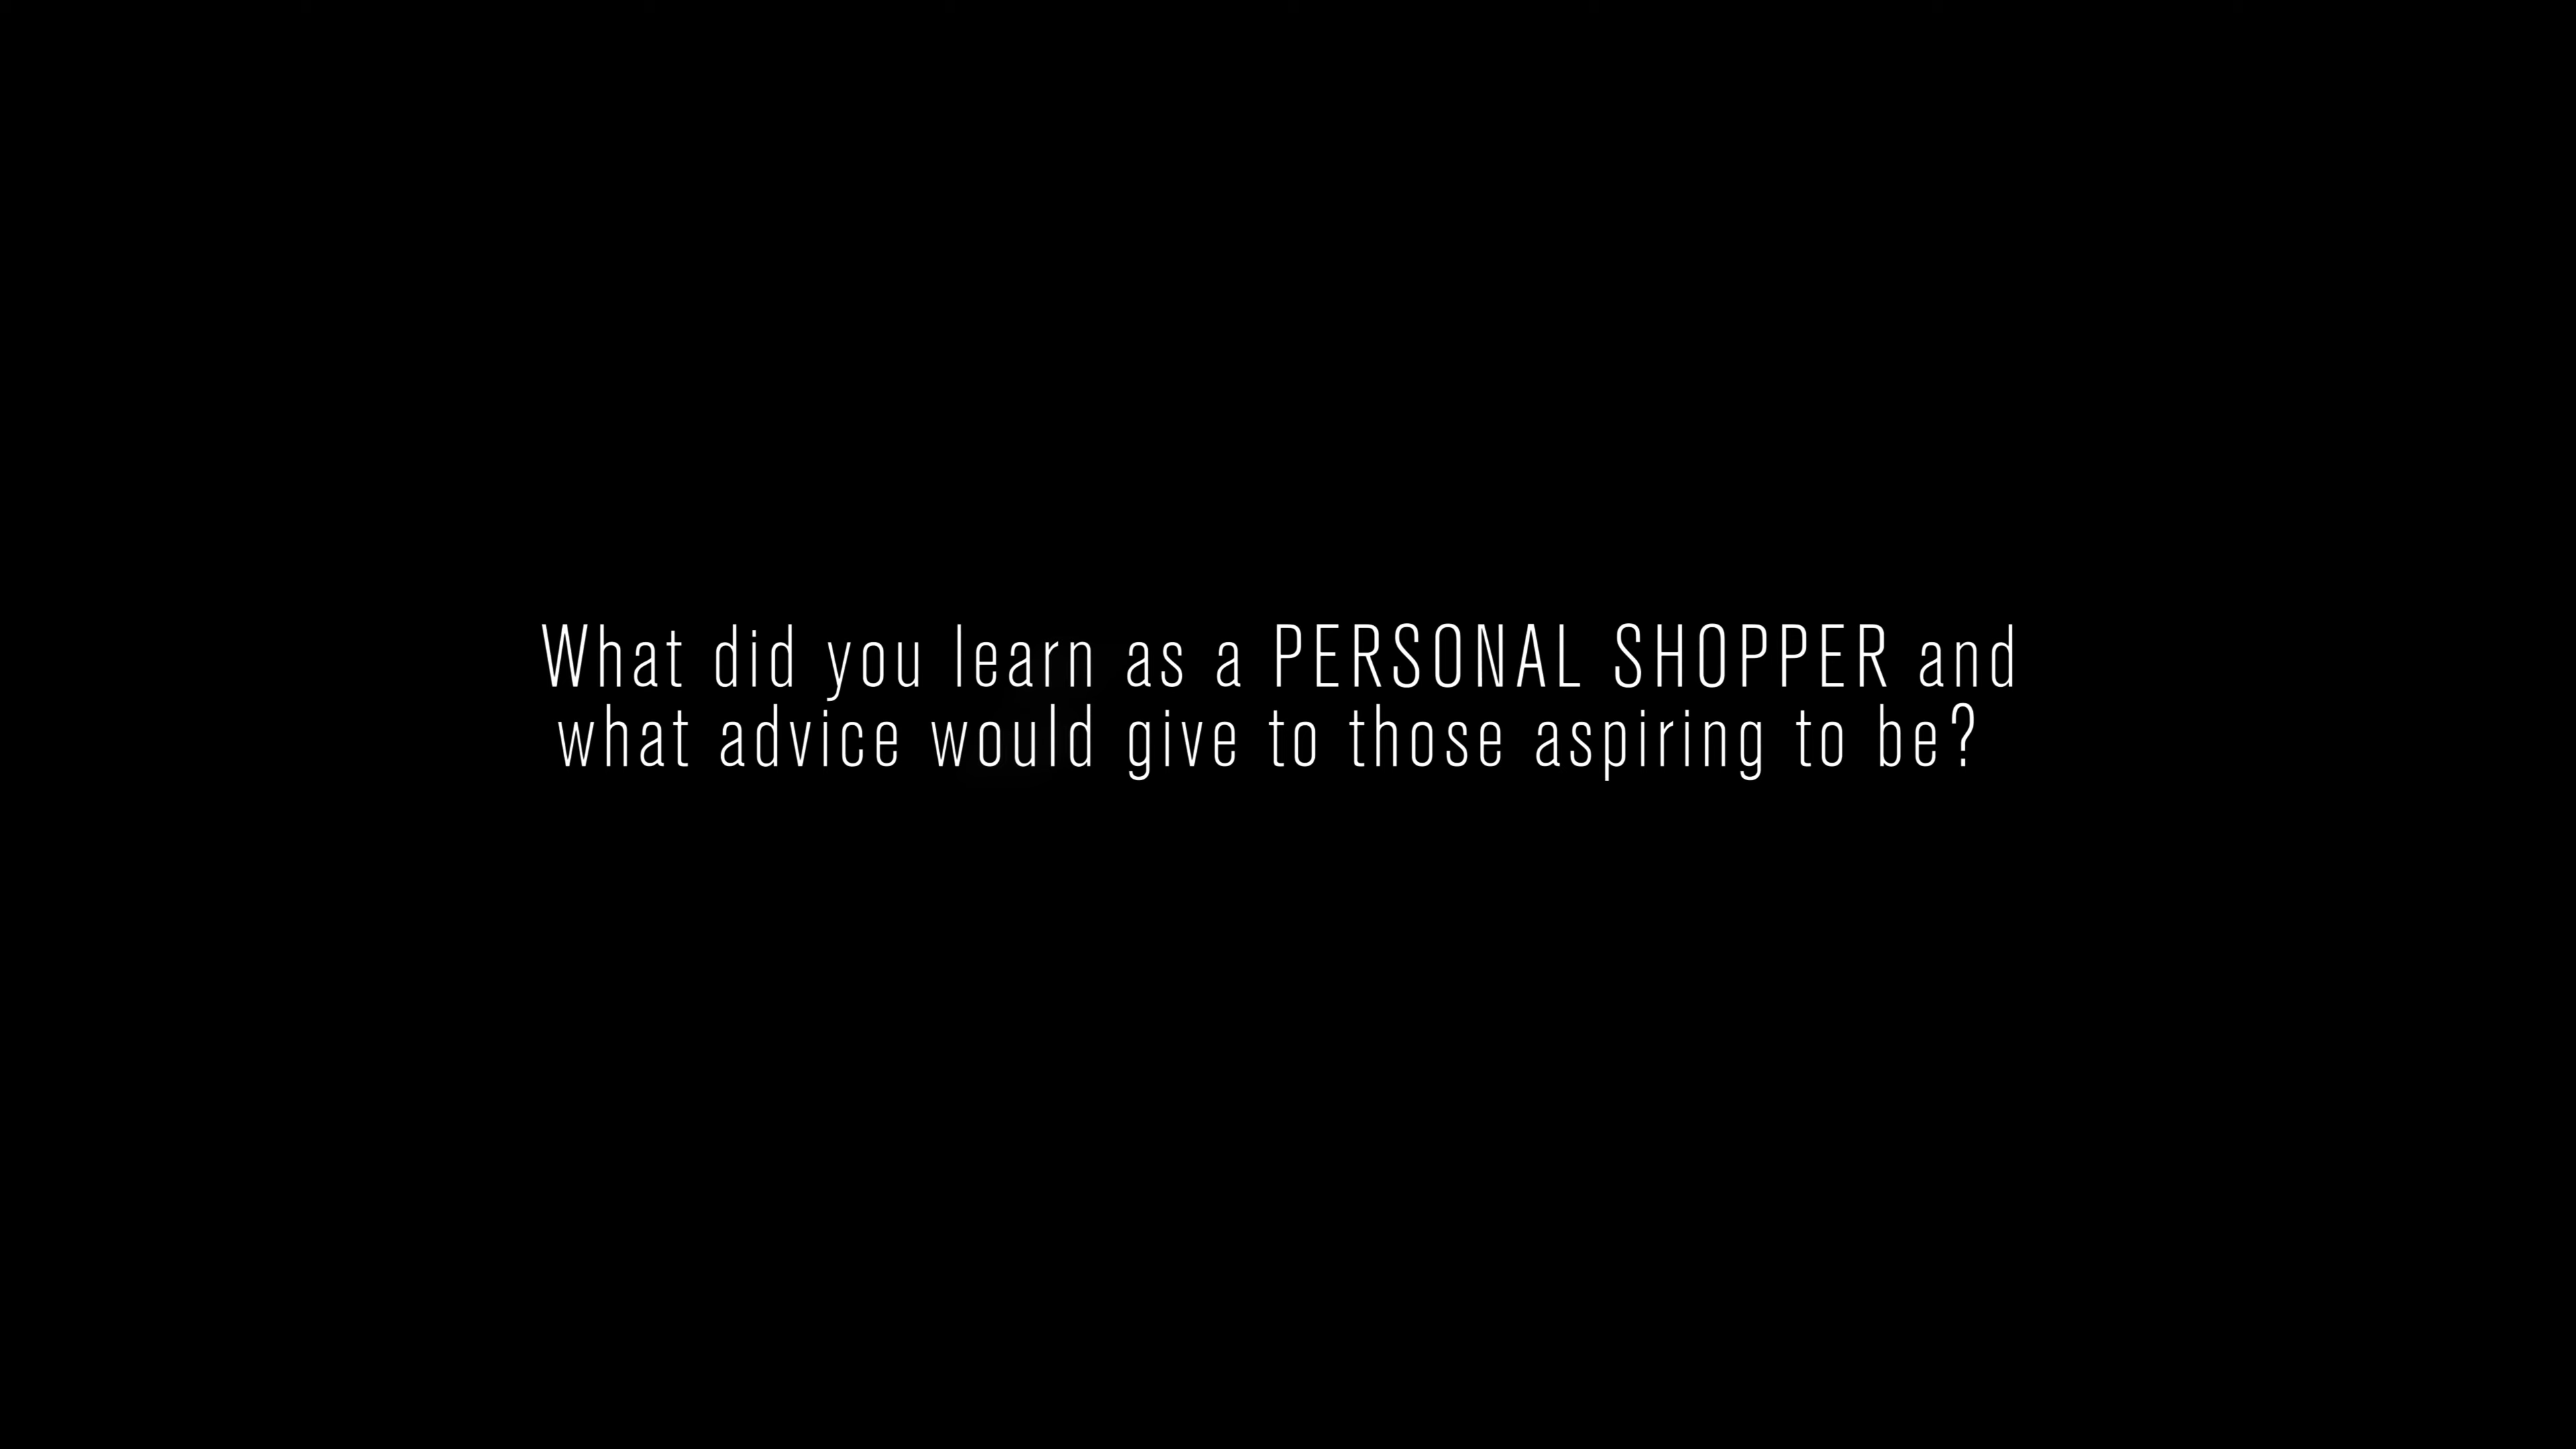 What did you learn as a PERSONAL SHOPPER and
what advice would give to those aspiring to be?